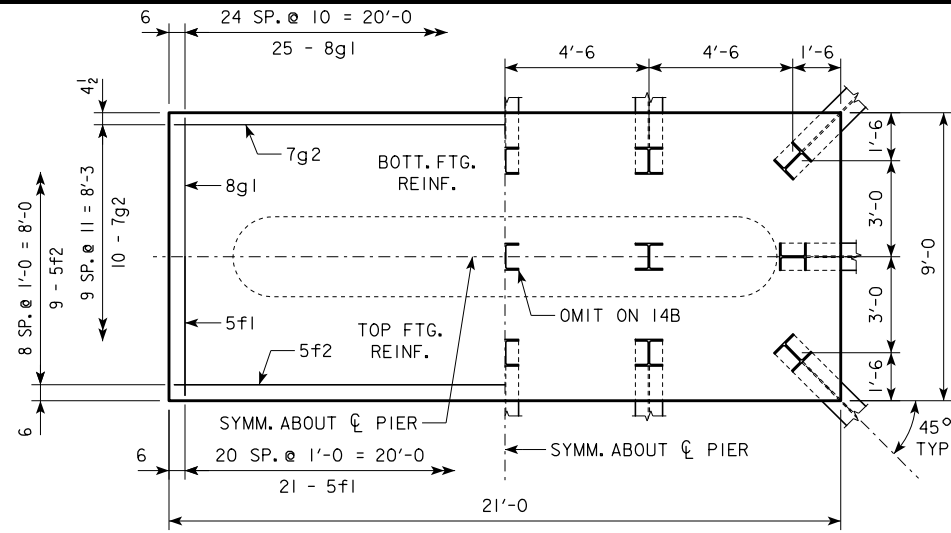 6
24 SP. @ 10 = 20'-0
25 - 8g1
4'-6
4'-6
1'-6
4 1/2
7g2
BOTT. FTG.
REINF.
8g1
1'-6
3'-0
9'-0
3'-0
1'-6
8 SP. @ 1'-0 = 8'-0
9 - 5f2
9 SP. @ 11 = 8'-3
10 - 7g2
OMIT ON 14B
5f1
TOP FTG.
REINF.
5f2
6
SYMM. ABOUT ℄ PIER
SYMM. ABOUT ℄ PIER
45°
TYP
6
20 SP. @ 1'-0 = 20'-0
21 - 5f1
21'-0